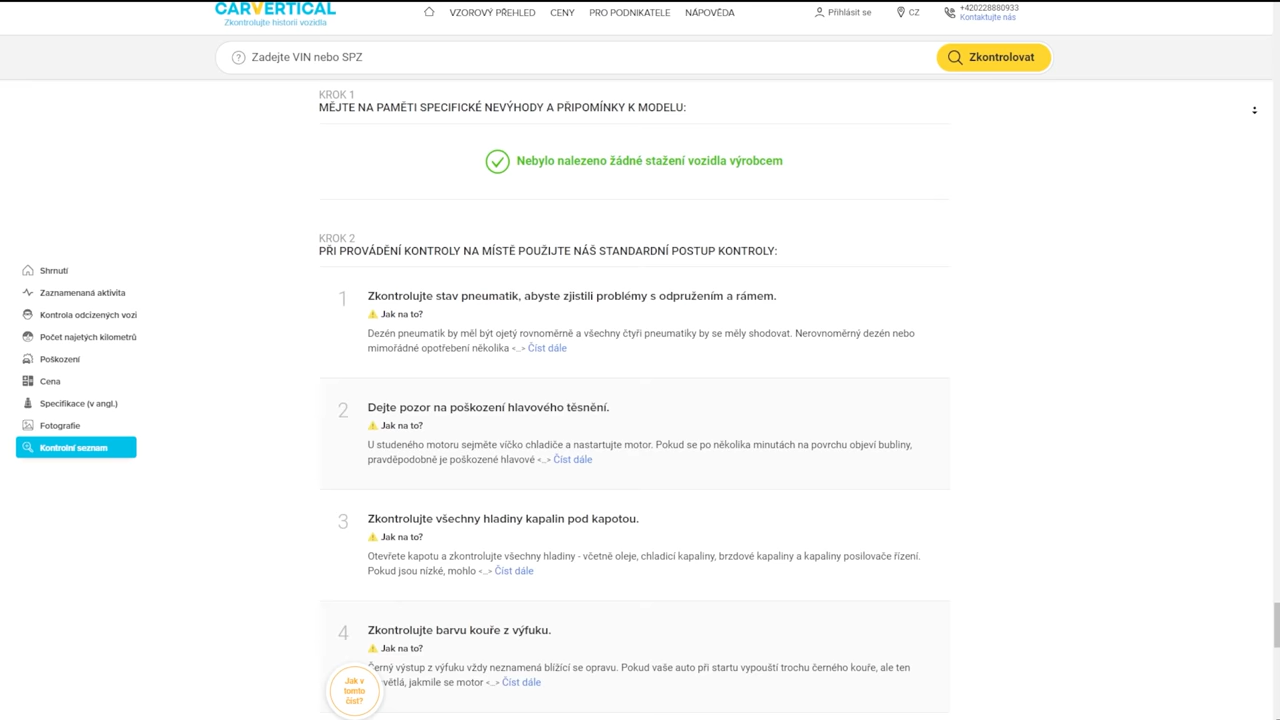 CARVERTICAL
Zkontrolujte historii vozidla
VZOROVÝ PŘEHLED
CENY
PRO PODNIKATELE
NÁPOVĚDA
Přihlásit se
CZ
+420228880933
Kontaktujte nás
Zadejte VIN nebo SPZ
Zkontrolovat
KROK 1
MĚJTE NA PAMĚTI SPECIFICKÉ NEVÝHODY A PŘIPOMÍNKY K MODELU:
Nebylo nalezeno žádné stažení vozidla výrobcem
KROK 2
PŘI PROVÁDĚNÍ KONTROLY NA MÍSTĚ POUŽIJTE NÁŠ STANDARDNÍ POSTUP KONTROLY:
Shrnutí
Zaznamenaná aktivita
Kontrola odcizených vozi
Počet najetých kilometrů
Poškození
Cena
Specifikace (v angl.)
Fotografie
Kontrolní seznam
1
Zkontrolujte stav pneumatik, abyste zjistili problémy s odpružením a rámem.
Jak na to?
Dezén pneumatik by měl být ojetý rovnoměrně a všechny čtyři pneumatiky by se měly shodovat. Nerovnoměrný dezén nebo
mimořádné opotřebení několika <...> Číst dále
2
Dejte pozor na poškození hlavového těsnění.
Jak na to?
U studeného motoru sejměte víčko chladiče a nastartujte motor. Pokud se po několika minutách na povrchu objeví bubliny,
pravděpodobně je poškozené hlavové <...> Číst dále
3
Zkontrolujte všechny hladiny kapalin pod kapotou.
Jak na to?
Otevřete kapotu a zkontrolujte všechny hladiny - včetně oleje, chladicí kapaliny, brzdové kapaliny a kapaliny posilovače řízení.
Pokud jsou nízké, mohlo <...> Číst dále
4
Zkontrolujte barvu kouře z výfuku.
Jak na to?
Černý výstup z výfuku vždy neznamená blížící se opravu. Pokud vaše auto při startu vypouští trochu černého kouře, ale ten
větlá, jakmile se motor <...> Číst dále
Jak v
tomto
číst?